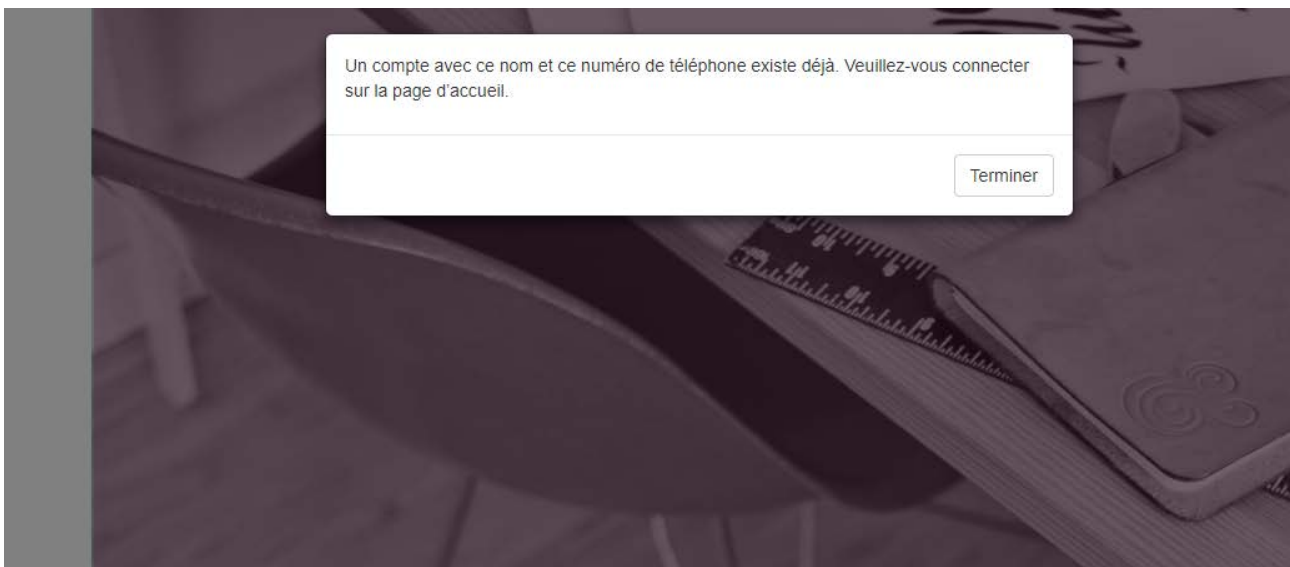 Un compte avec ce nom et ce numéro de téléphone existe déjà. Veuillez-vous connecter
sur la page d'accueil.
Terminer